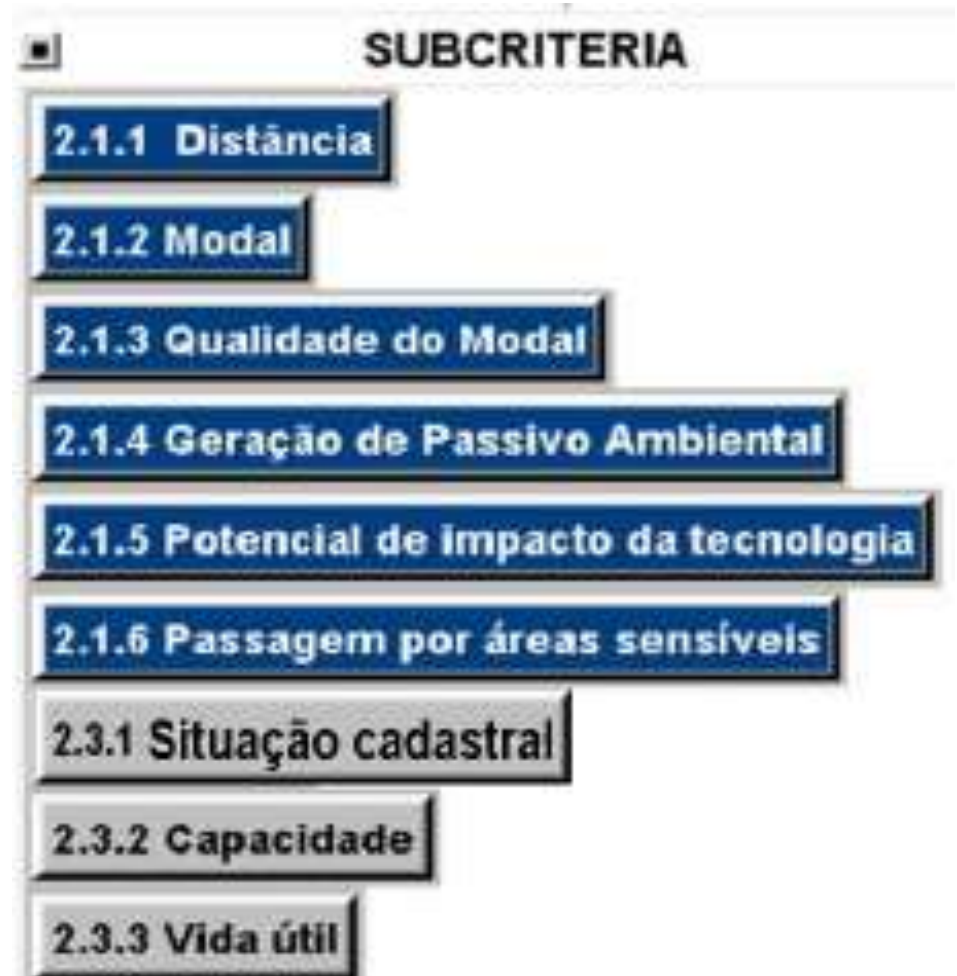 SUBCRITERIA
2.1.1 Distância
2.1.2 Modal
2.1.3 Qualidade do Modal
2.1.4 Geração de Passivo Ambiental
2.1.5 Potencial de impacto da tecnologia
2.1.6 Passagem por áreas sensíveis
2.3.1 Situação cadastral
2.3.2 Capacidade
2.3.3 Vida útil